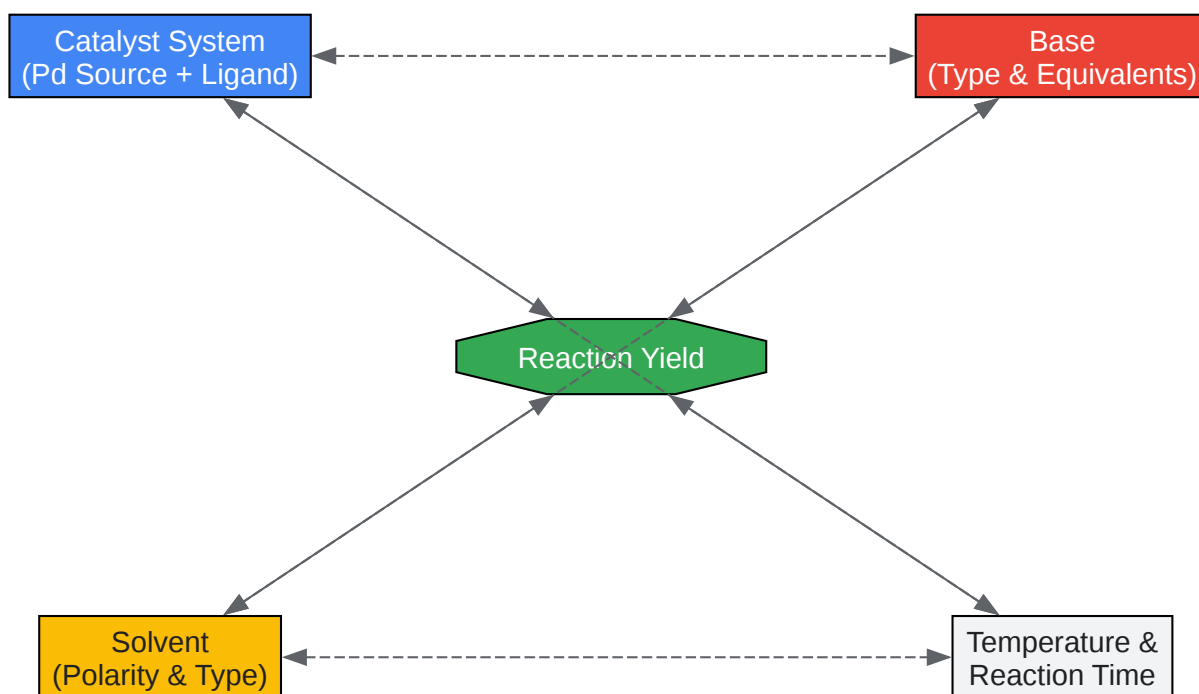 Catalyst System
(Pd Source + Ligand)
Base
(Type & Equivalents)
Reaction Yield
Solvent
(Polarity & Type)
Temperature &
Reaction Time